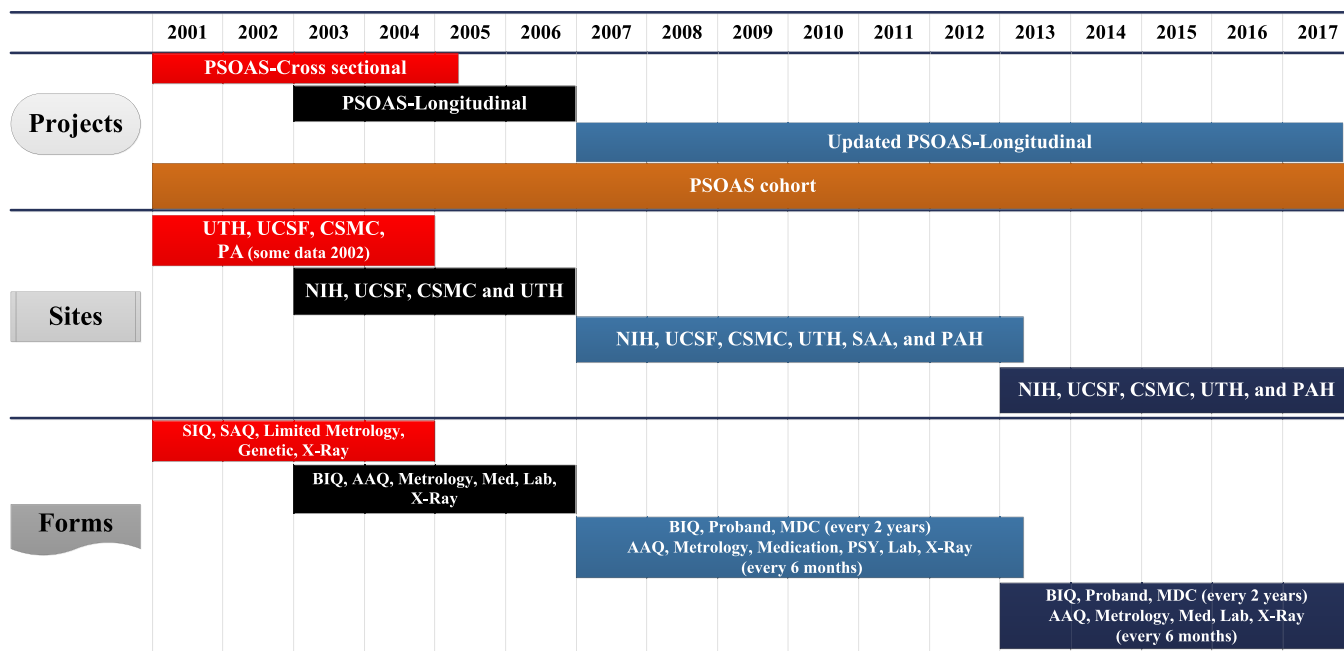 2001 2002 2003 2004 2005 2006 2007 2008 2009 2010 2011 2012 2013 2014 2015 2016 2017
Projects
PSOAS-Cross sectional
PSOAS-Longitudinal
Updated PSOAS-Longitudinal
PSOAS cohort
Sites
UTH, UCSF, CSMC,
PA (some data 2002)
NIH, UCSF, CSMC and UTH
NIH, UCSF, CSMC, UTH, SAA, and PAH
NIH, UCSF, CSMC, UTH, and PAH
Forms
SIQ, SAQ, Limited Metrology,
Genetic, X-Ray
BIQ, AAQ, Metrology, Med, Lab,
X-Ray
BIQ, Proband, MDC (every 2 years)
AAQ, Metrology, Medication, PSY, Lab, X-Ray
(every 6 months)
BIQ, Proband, MDC (every 2 years)
AAQ, Metrology, Med, Lab, X-Ray
(every 6 months)